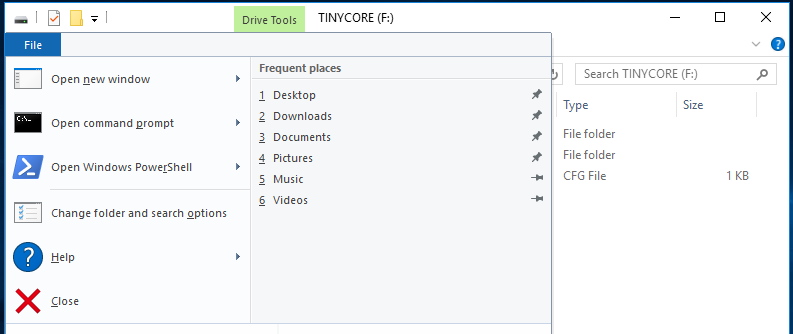 Drive Tools TINYCORE (F:)
File
Frequent places
Search TINYCORE (F:)
Open new window
Open command prompt
Open Windows PowerShell
Change folder and search options
Help
Close
1 Desktop
2 Downloads
3 Documents
4 Pictures
5 Music
6 Videos
Type Size
File folder
File folder
CFG File 1 KB